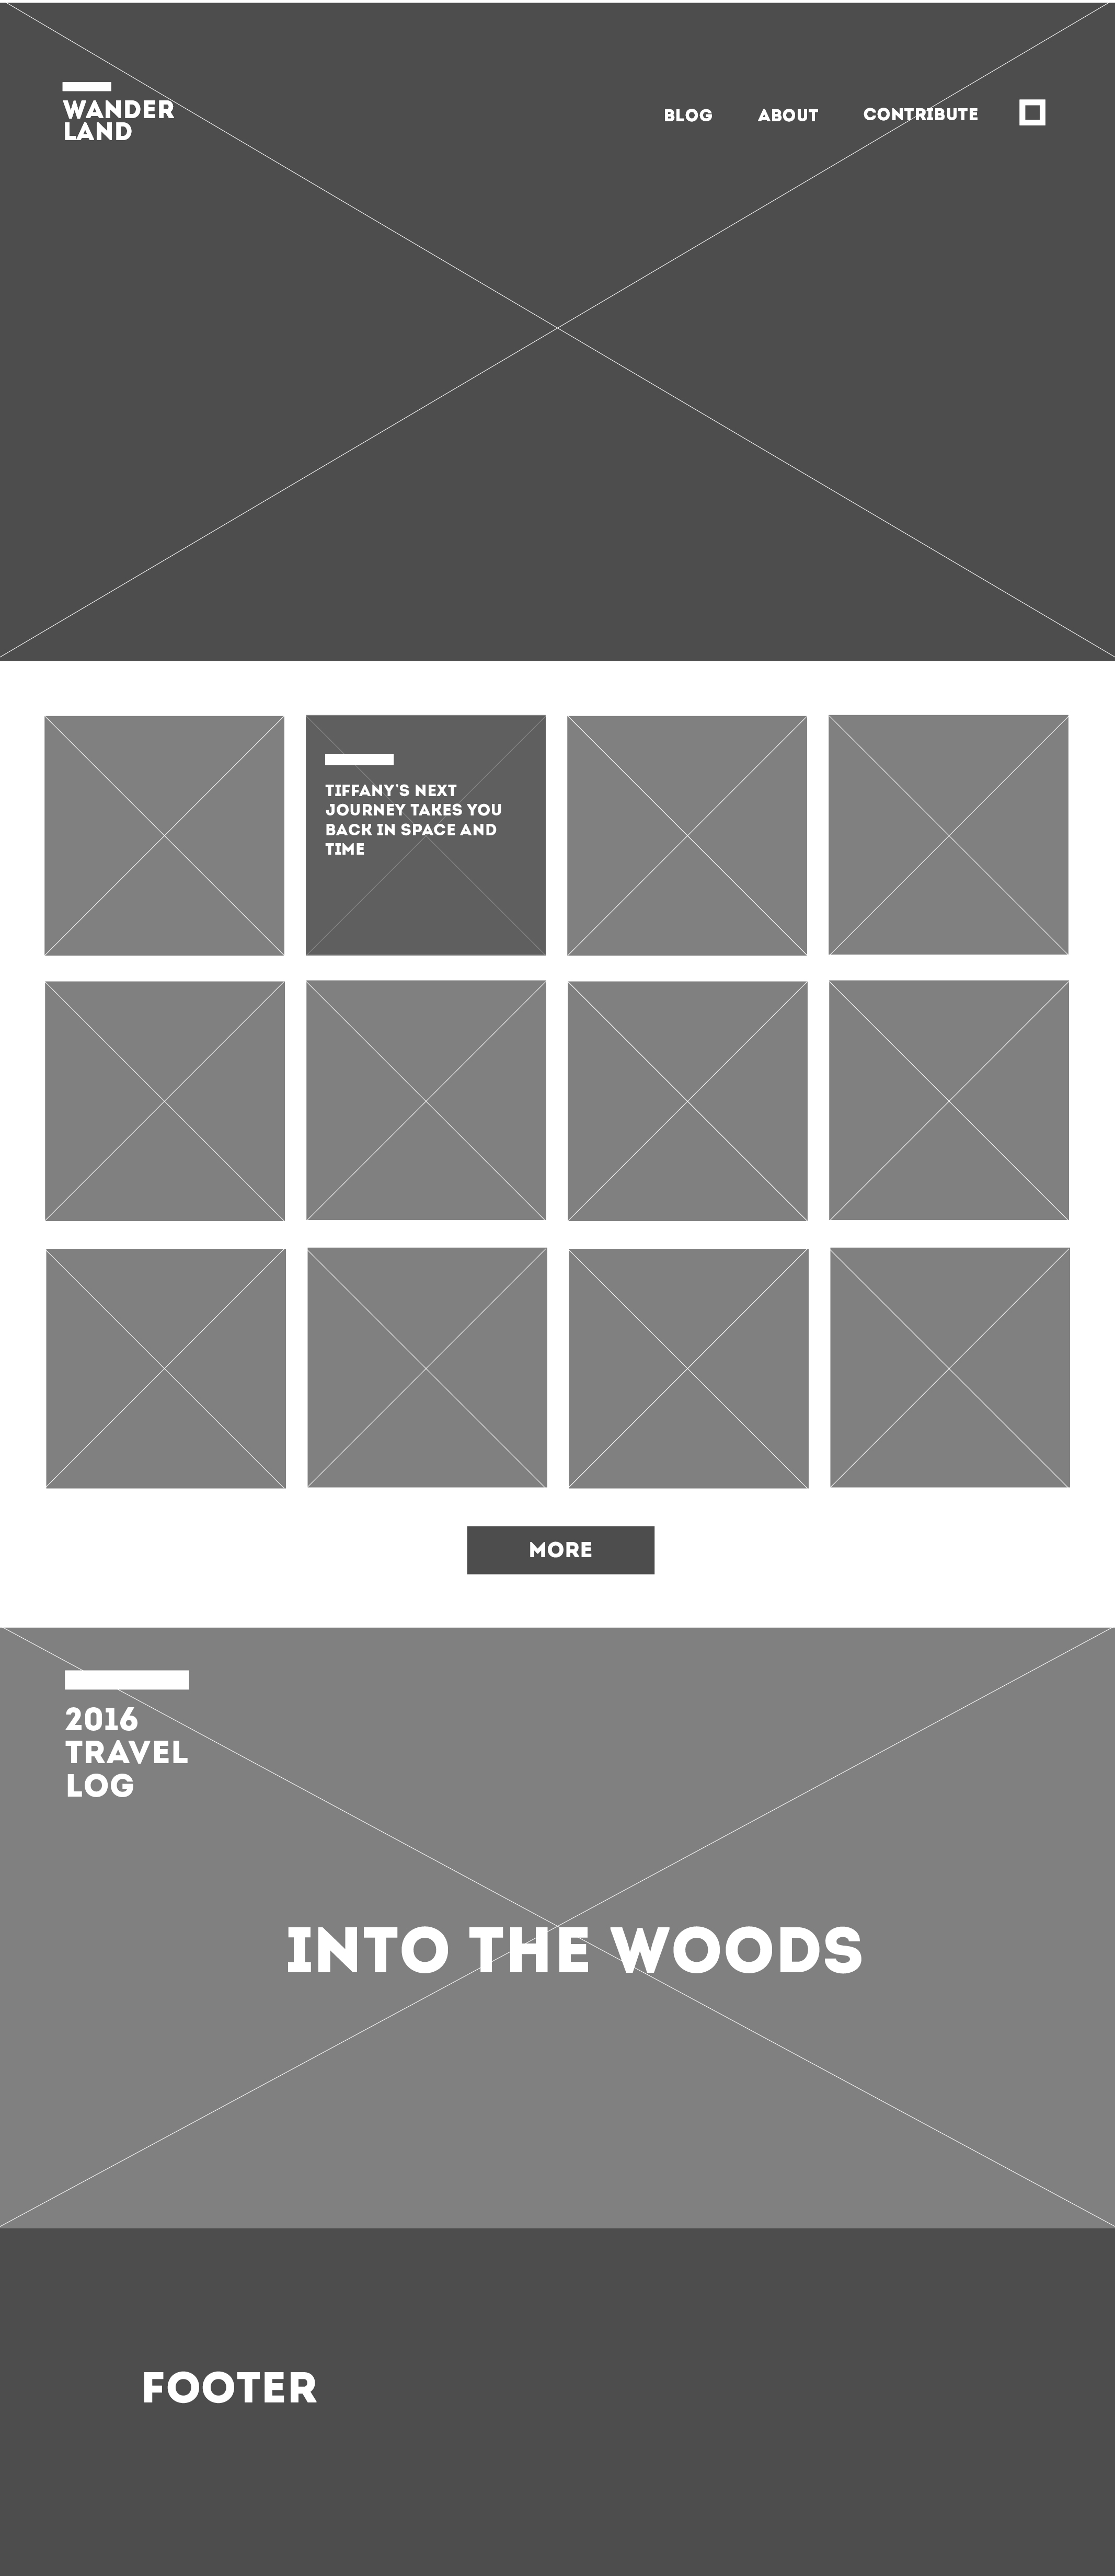 WANDER
LAND
BLOG ABOUT CONTRIBUTE
TIFFANY'S NEXT
JOURNEY TAKES YOU
BACK IN SPACE AND
TIME
MORE
2016
TRAVEL
LOG
INTO THE WOODS
FOOTER